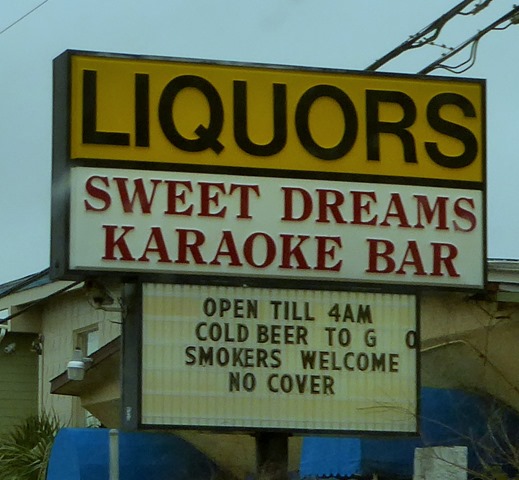 LIQUORS
SWEET DREAMS
KARAOKE BAR
OPEN TILL 4AM
COLD BEER TO G O
SMOKERS WELCOME
NO COVER